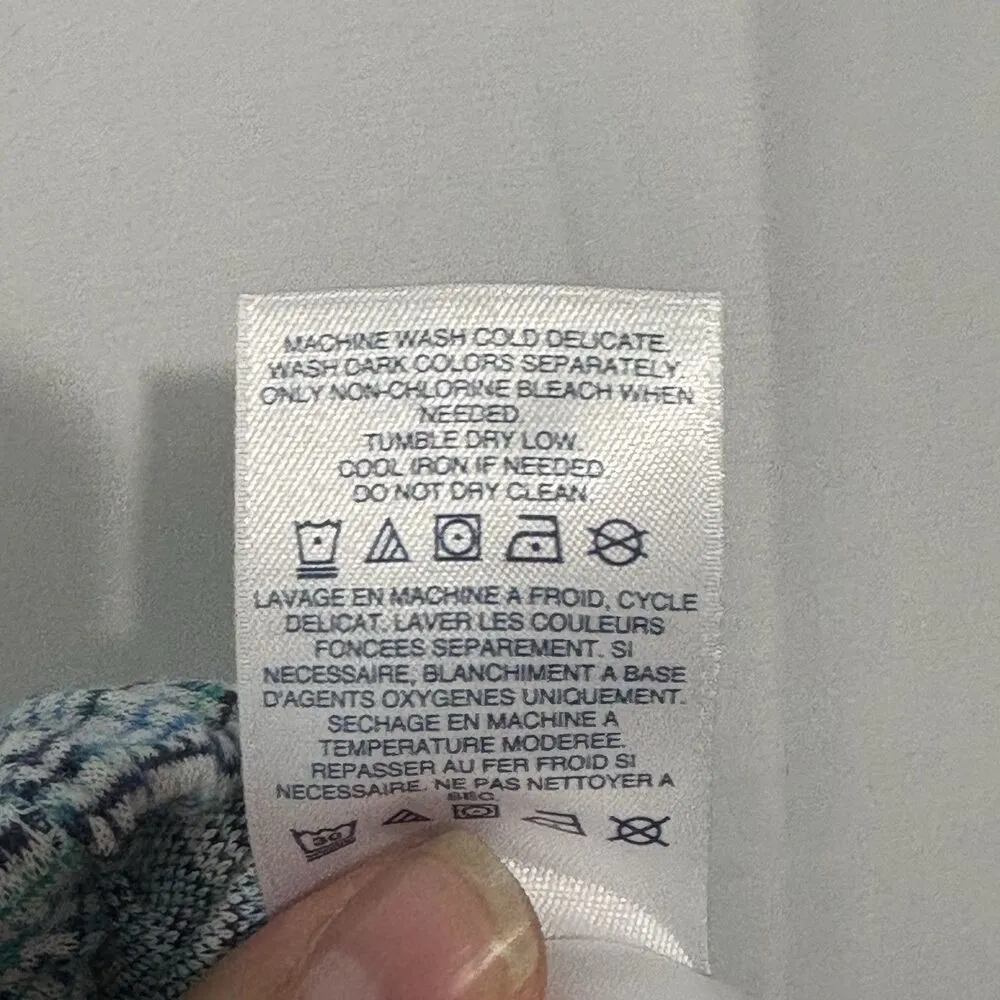 MACHINE WASH COLD DELICATE.
WASH DARK COLORS SEPARATELY
ONLY NON-CHLORINE BLEACH WHEN
NEEDED
TUMBLE DRY LOW.
COOL IRON IF NEEDED
DO NOT DRY CLEAN
LAVAGE EN MACHINE A FROID, CYCLE
DELICAT. LAVER LES COULEURS
FONCEES SEPAREMENT. SI
NECESSAIRE, BLANCHIMENT A BASE
D'AGENTS OXYGENES UNIQUEMENT.
SECHAGE EN MACHINE A
TEMPERATURE MODEREE.
REPASSER AU FER FROID SI
NECESSAIRE. NE PAS NETTOYER A
SEC
30